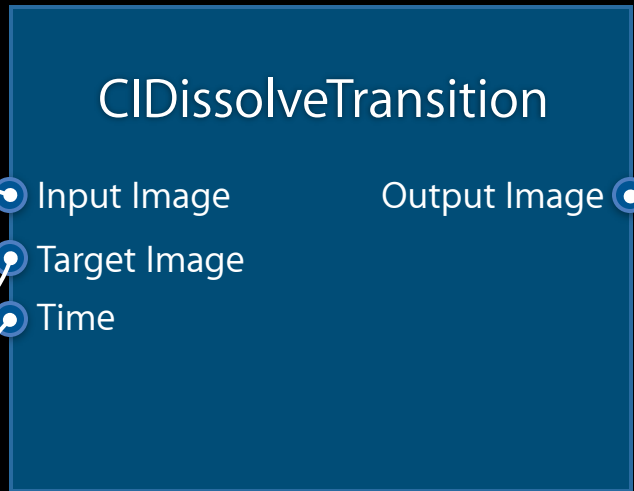 CIDissolveTransition
Input Image Output Image
Target Image
Time